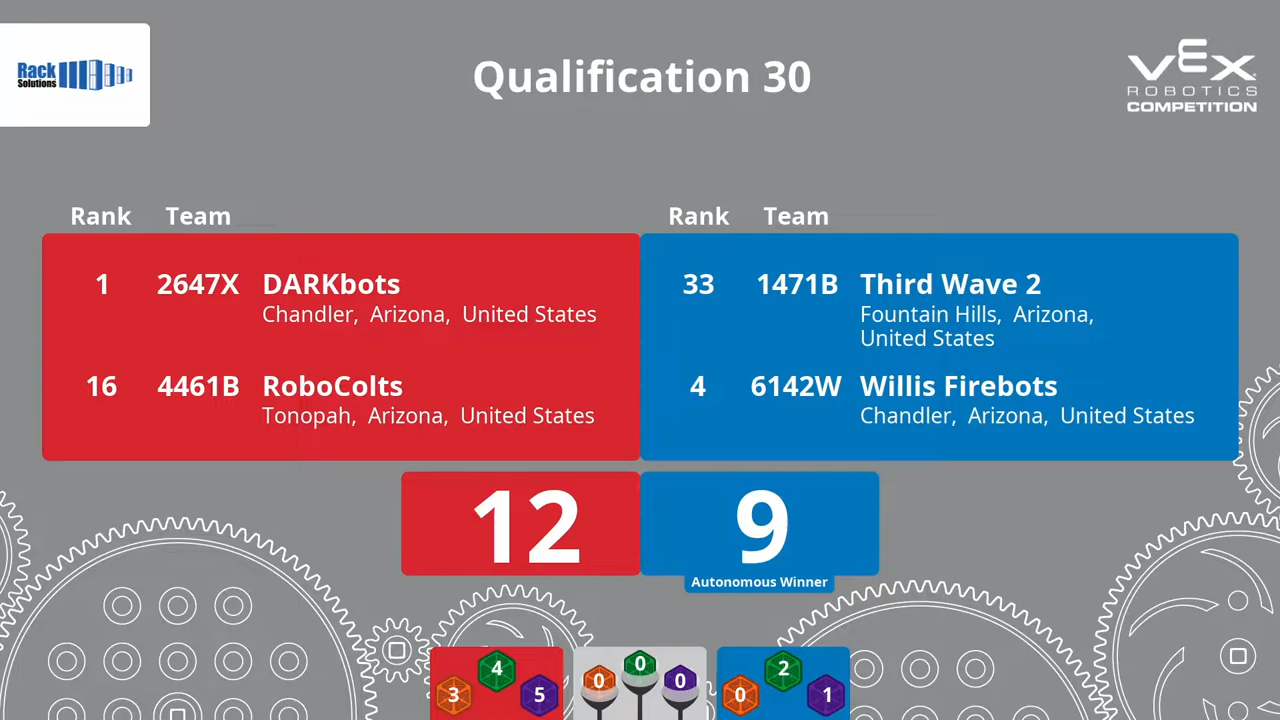 Rack
Solutions
Qualification 30
VEX
ROBOTICS
COMPETITION
Rank Team
1 2647X DARKbots
Chandler, Arizona, United States
16 4461B RoboColts
Tonopah, Arizona, United States
Rank Team
33 1471B Third Wave 2
Fountain Hills, Arizona,
United States
4 6142W Willis Firebots
Chandler, Arizona, United States
12
9
Autonomous Winner
4
3 5
0
0 0
2
0 1